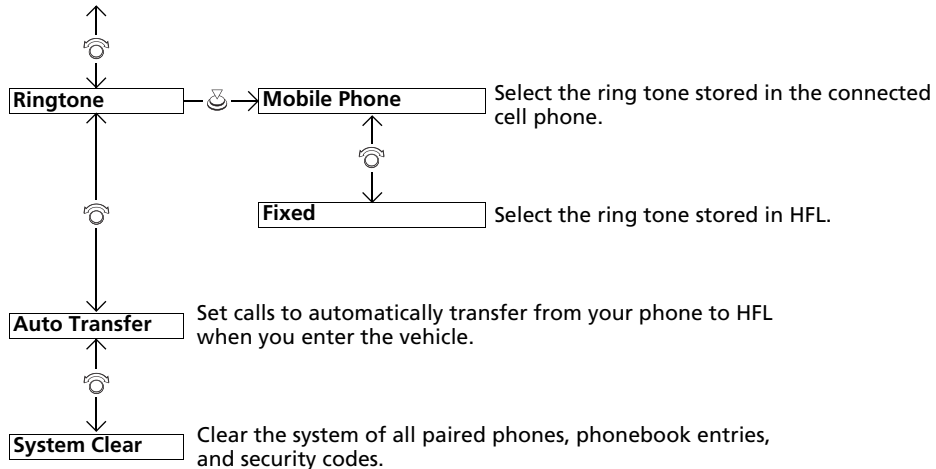 Ringtone
Mobile Phone
Select the ring tone stored in the connected
cell phone.
Fixed
Select the ring tone stored in HFL.
Auto Transfer
Set calls to automatically transfer from your phone to HFL
when you enter the vehicle.
System Clear
Clear the system of all paired phones, phonebook entries,
and security codes.